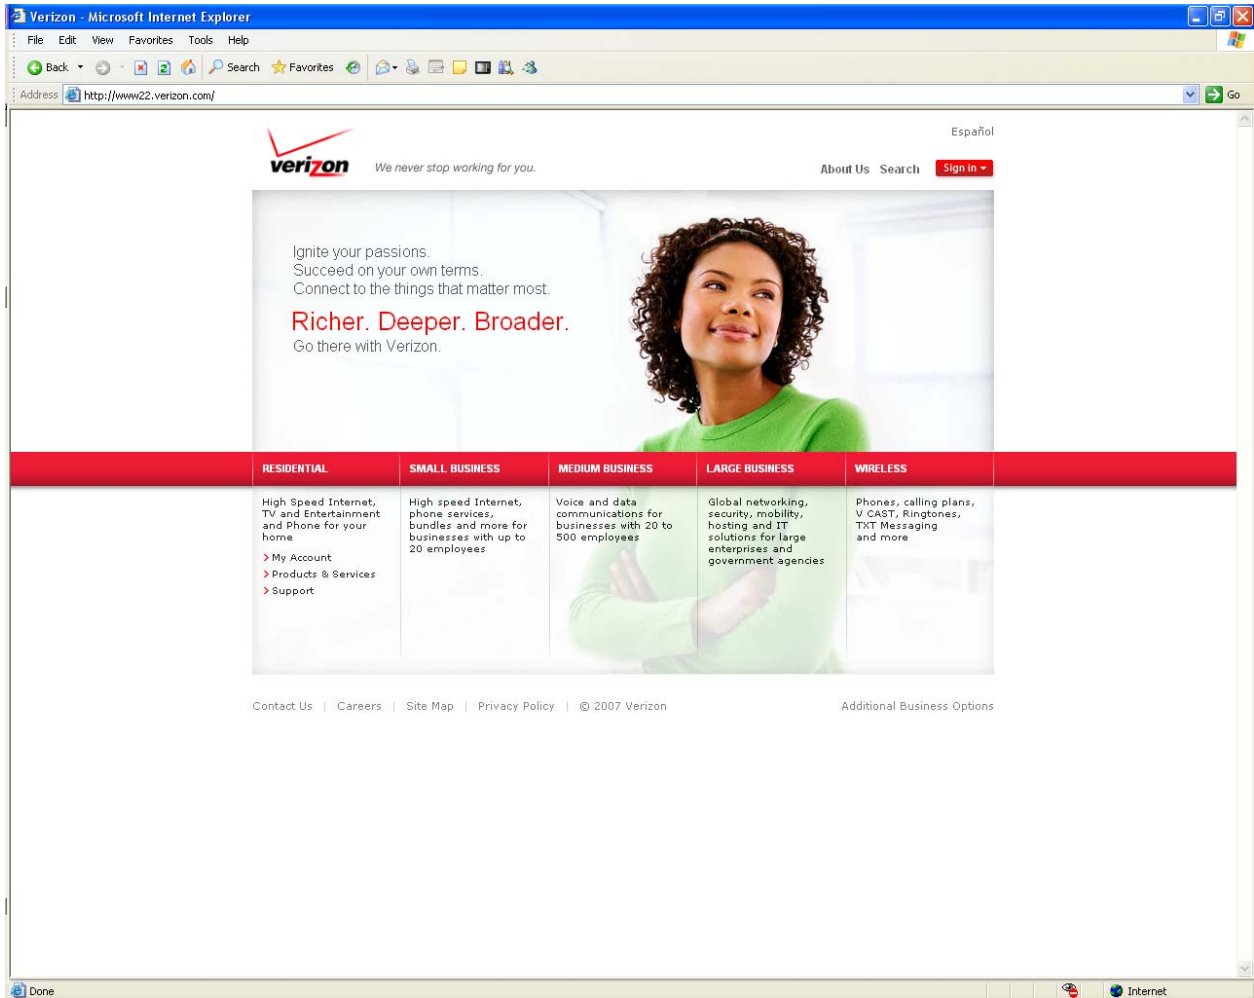 Verizon - Microsoft Internet Explorer
File Edit View Favorites Tools Help
Back Search Favorites
Address http://www22.verizon.com/ Go
Español
verizon We never stop working for you. About Us Search Sign in
Ignite your passions.
Succeed on your own terms.
Connect to the things that matter most.
Richer. Deeper. Broader.
Go there with Verizon.
RESIDENTIAL
High Speed Internet,
TV and Entertainment
and Phone for your
home
My Account
Products & Services
Support
SMALL BUSINESS
High speed Internet,
phone services,
bundles and more for
businesses with up to
20 employees
MEDIUM BUSINESS
Voice and data
communications for
businesses with 20 to
500 employees
LARGE BUSINESS
Global networking,
security, mobility,
hosting and IT
solutions for large
enterprises and
government agencies
WIRELESS
Phones, calling plans,
V CAST, Ringtones,
TXT Messaging
and more
Contact Us | Careers | Site Map | Privacy Policy | © 2007 Verizon Additional Business Options
Done Internet